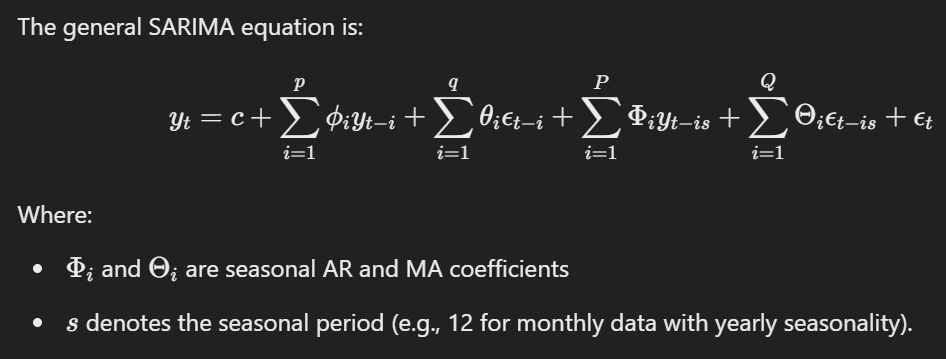 The general SARIMA equation is:
y_t = c + \sum_{i=1}^{p} \phi_i y_{t-i} + \sum_{i=1}^{q} \theta_i \epsilon_{t-i} + \sum_{i=1}^{P} \Phi_i y_{t-is} + \sum_{i=1}^{Q} \Theta_i \epsilon_{t-is} + \epsilon_t
Where:
• Φ_i and Θ_i are seasonal AR and MA coefficients
• s denotes the seasonal period (e.g., 12 for monthly data with yearly seasonality).